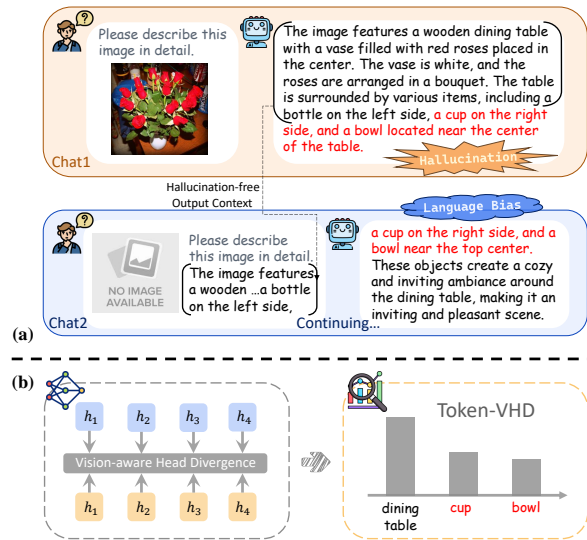 Please describe this
image in detail.
The image features a wooden dining table
with a vase filled with red roses placed in
the center. The vase is white, and the
roses are arranged in a bouquet. The table
is surrounded by various items, including a
bottle on the left side, a cup on the right
side, and a bowl located near the center
of the table.
Hallucination
Chat1
Hallucination-free
Output Context
Language Bias
Please describe
this image in detail.
The image features
a wooden ...a bottle
on the left side,
NO IMAGE
AVAILABLE
a cup on the right side, and a
bowl near the top center.
These objects create a cozy
and inviting ambiance around
the dining table, making it an
inviting and pleasant scene.
Chat2
Continuing...
(a)
(b)
h1 h2 h3 h4
Vision-aware Head Divergence
h1 h2 h3 h4
Token-VHD
dining
table
cup
bowl